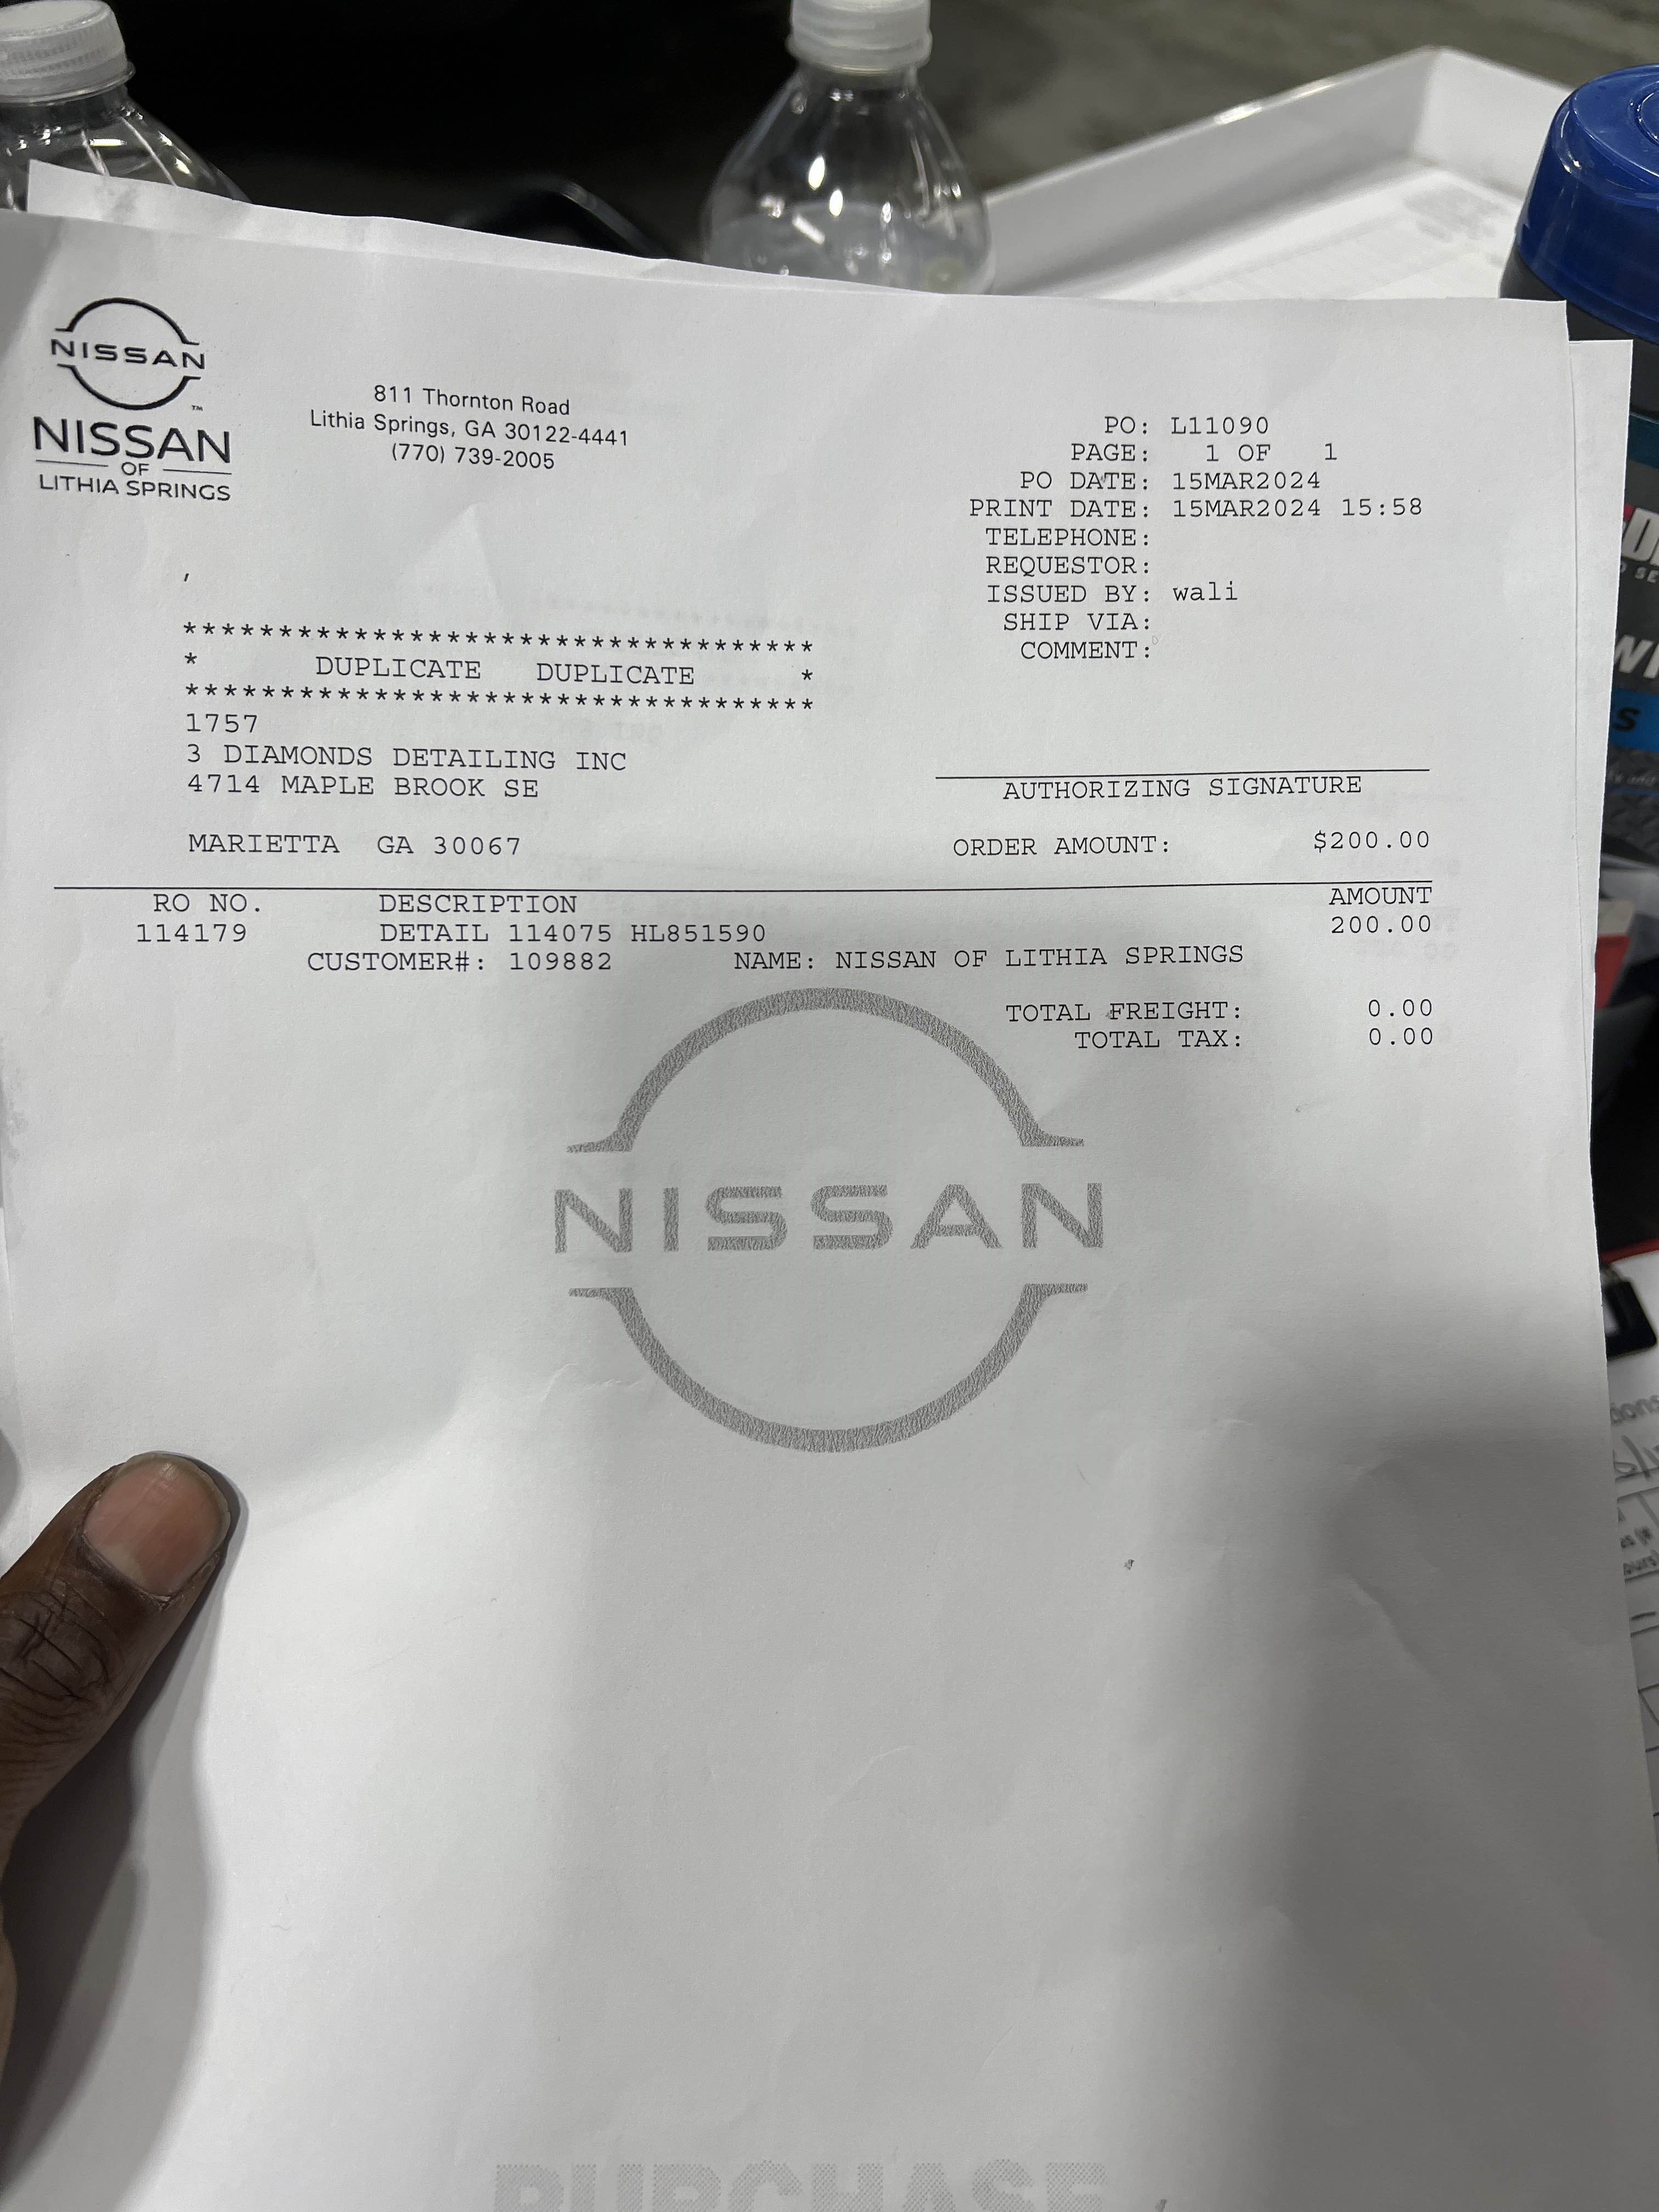 NISSAN
NISSAN
OF
LITHIA SPRINGS
811 Thornton Road
Lithia Springs, GA 30122-4441
(770) 739-2005
PO: L11090
PAGE: 1 OF 1
PO DATE: 15MAR2024
PRINT DATE: 15MAR2024 15:58
TELEPHONE:
REQUESTOR:
ISSUED BY: wali
SHIP VIA:
COMMENT:
,
**********************************
* DUPLICATE DUPLICATE *
**********************************
1757
3 DIAMONDS DETAILING INC
4714 MAPLE BROOK SE
MARIETTA GA 30067
AUTHORIZING SIGNATURE
ORDER AMOUNT: $200.00
RO NO. DESCRIPTION AMOUNT
114179 DETAIL 114075 HL851590 200.00
CUSTOMER#: 109882 NAME: NISSAN OF LITHIA SPRINGS
TOTAL FREIGHT: 0.00
TOTAL TAX: 0.00
NISSAN
PURCHASE